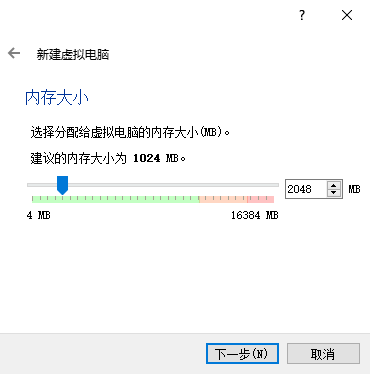 ?
新建虚拟电脑
内存大小
选择分配给虚拟电脑的内存大小(MB)。
建议的内存大小为 1024 MB。
2048 MB
4 MB 16384 MB
下一步(N) 取消